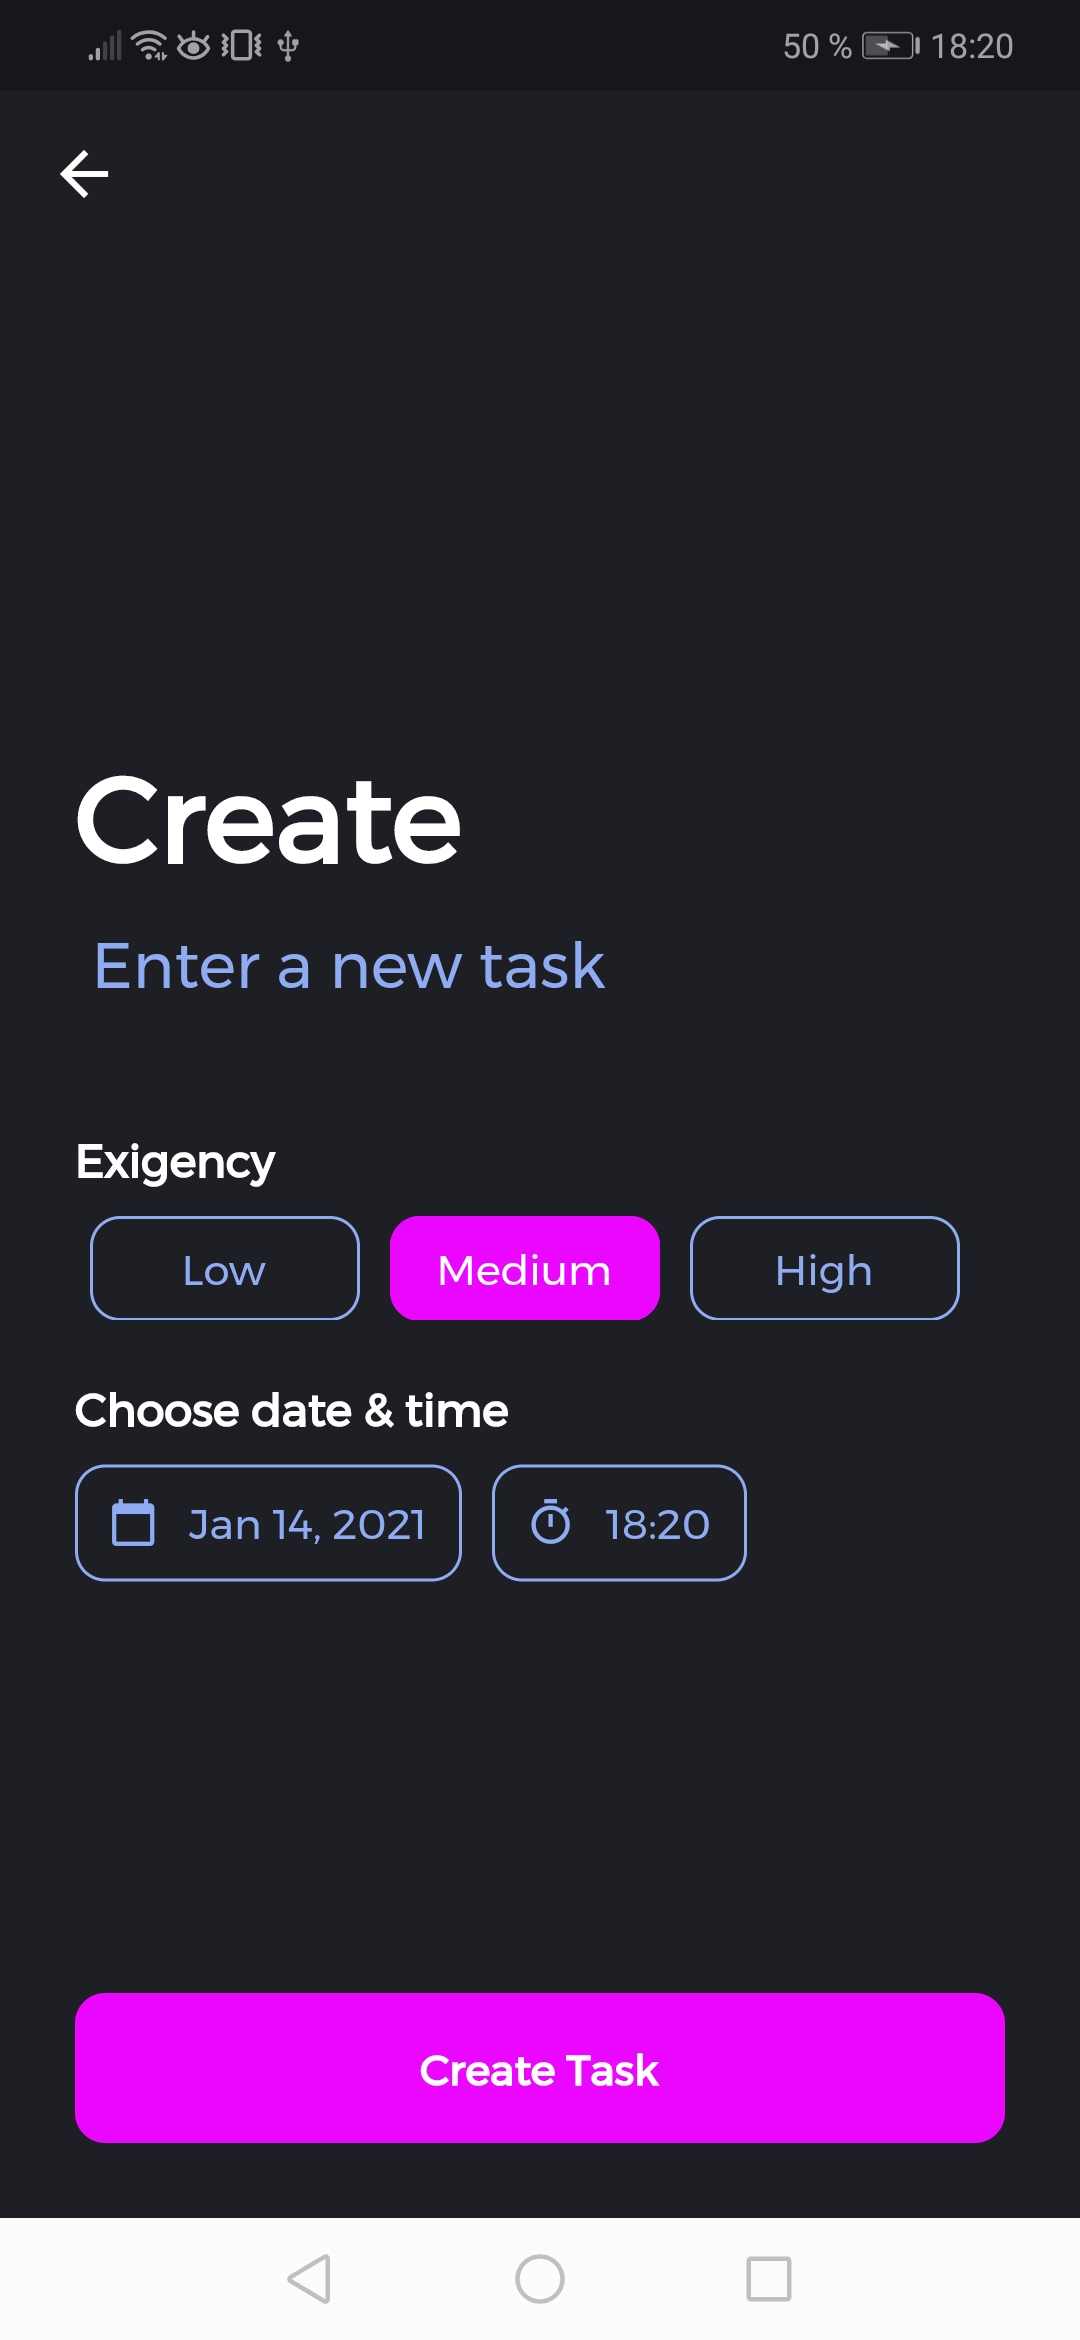 50 % 18:20
Create
Enter a new task
Exigency
Low Medium High
Choose date & time
Jan 14, 2021 18:20
Create Task